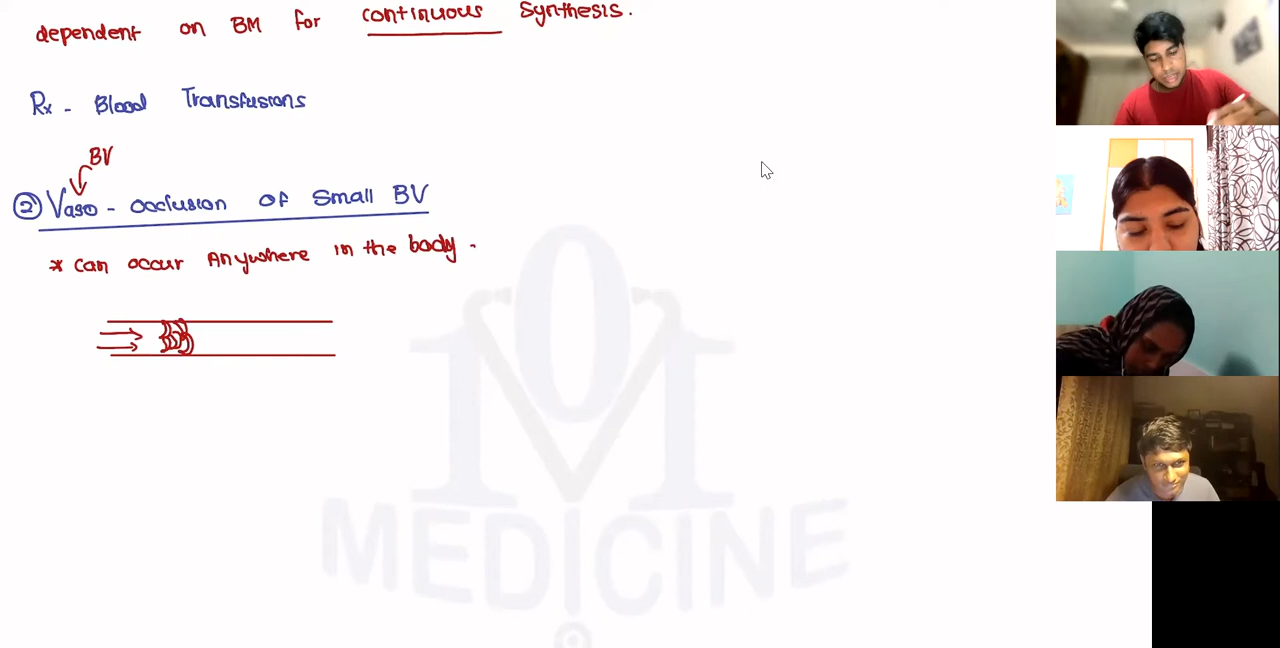 dependent on BM for continuous Synthesis.
Rx - Blood Transfusions
BV
② Vaso - occlusion of Small BV
* Can occur Anywhere in the body.
M
MEDICINE